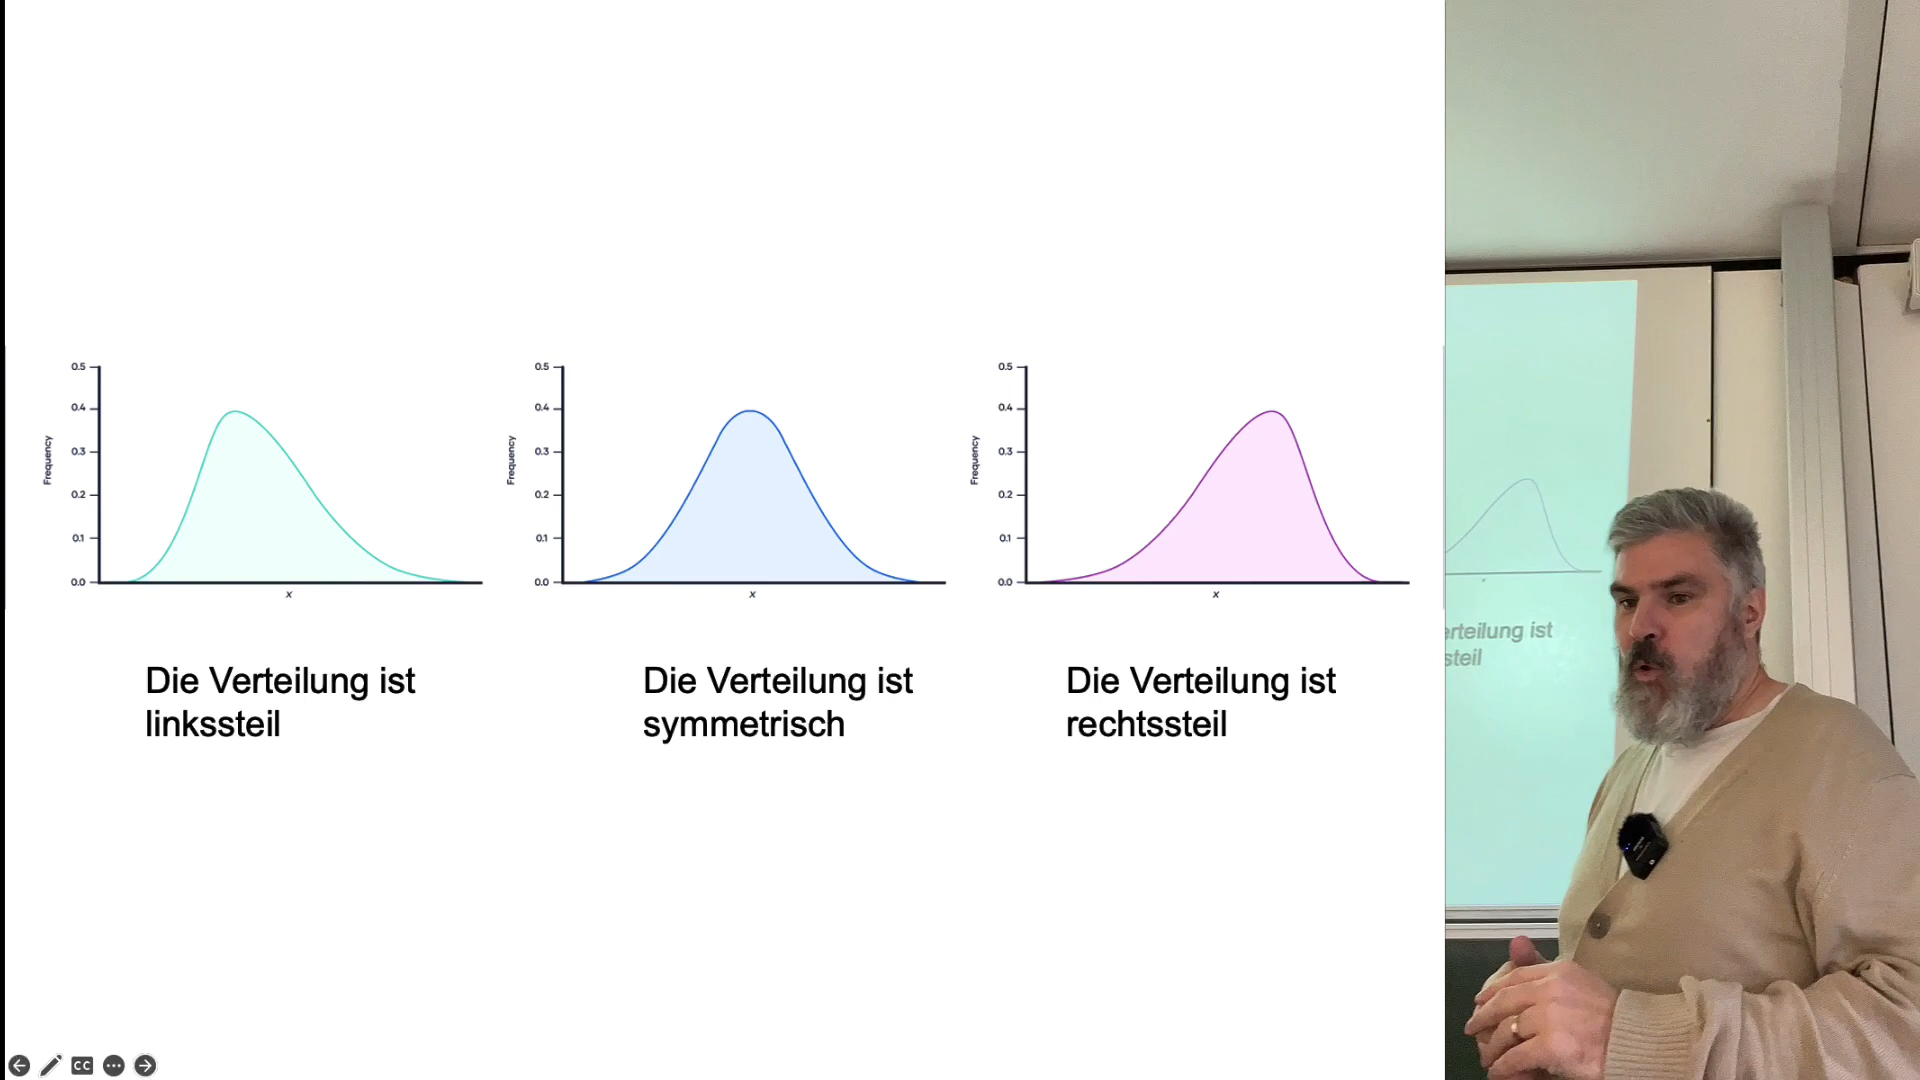 0.5
0.4
0.3
0.2
0.1
0.0
Frequency
x
0.5
0.4
0.3
0.2
0.1
0.0
Frequency
x
0.5
0.4
0.3
0.2
0.1
0.0
Frequency
x
Die Verteilung ist
linkssteil
Die Verteilung ist
symmetrisch
Die Verteilung ist
rechtssteil
erteilung ist
steil
CC